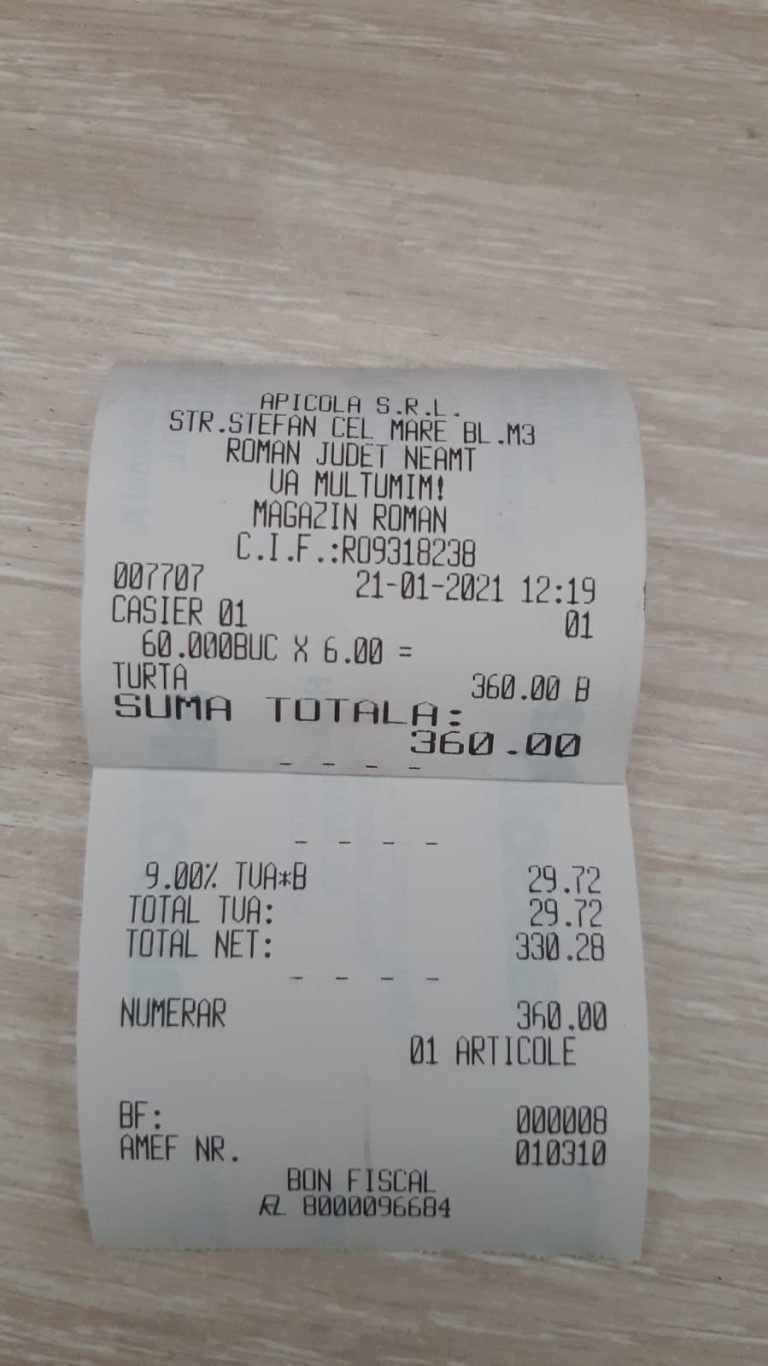 APICOLA S.R.L.
STR.STEFAN CEL MARE BL.M3
ROMAN JUDET NEAMT
VA MULTUMIM!
MAGAZIN ROMAN
C.I.F.:RO9318238
007707 21-01-2021 12:19
CASIER 01 01
60.000BUC X 6.00 =
TURTA 360.00 B
SUMA TOTALA:
360.00
- - - -
- - - -
9.00% TVA*B 29.72
TOTAL TVA: 29.72
TOTAL NET: 330.28
- - - -
NUMERAR 360.00
01 ARTICOLE
BF: 000008
AMEF NR. 010310
BON FISCAL
8000096684